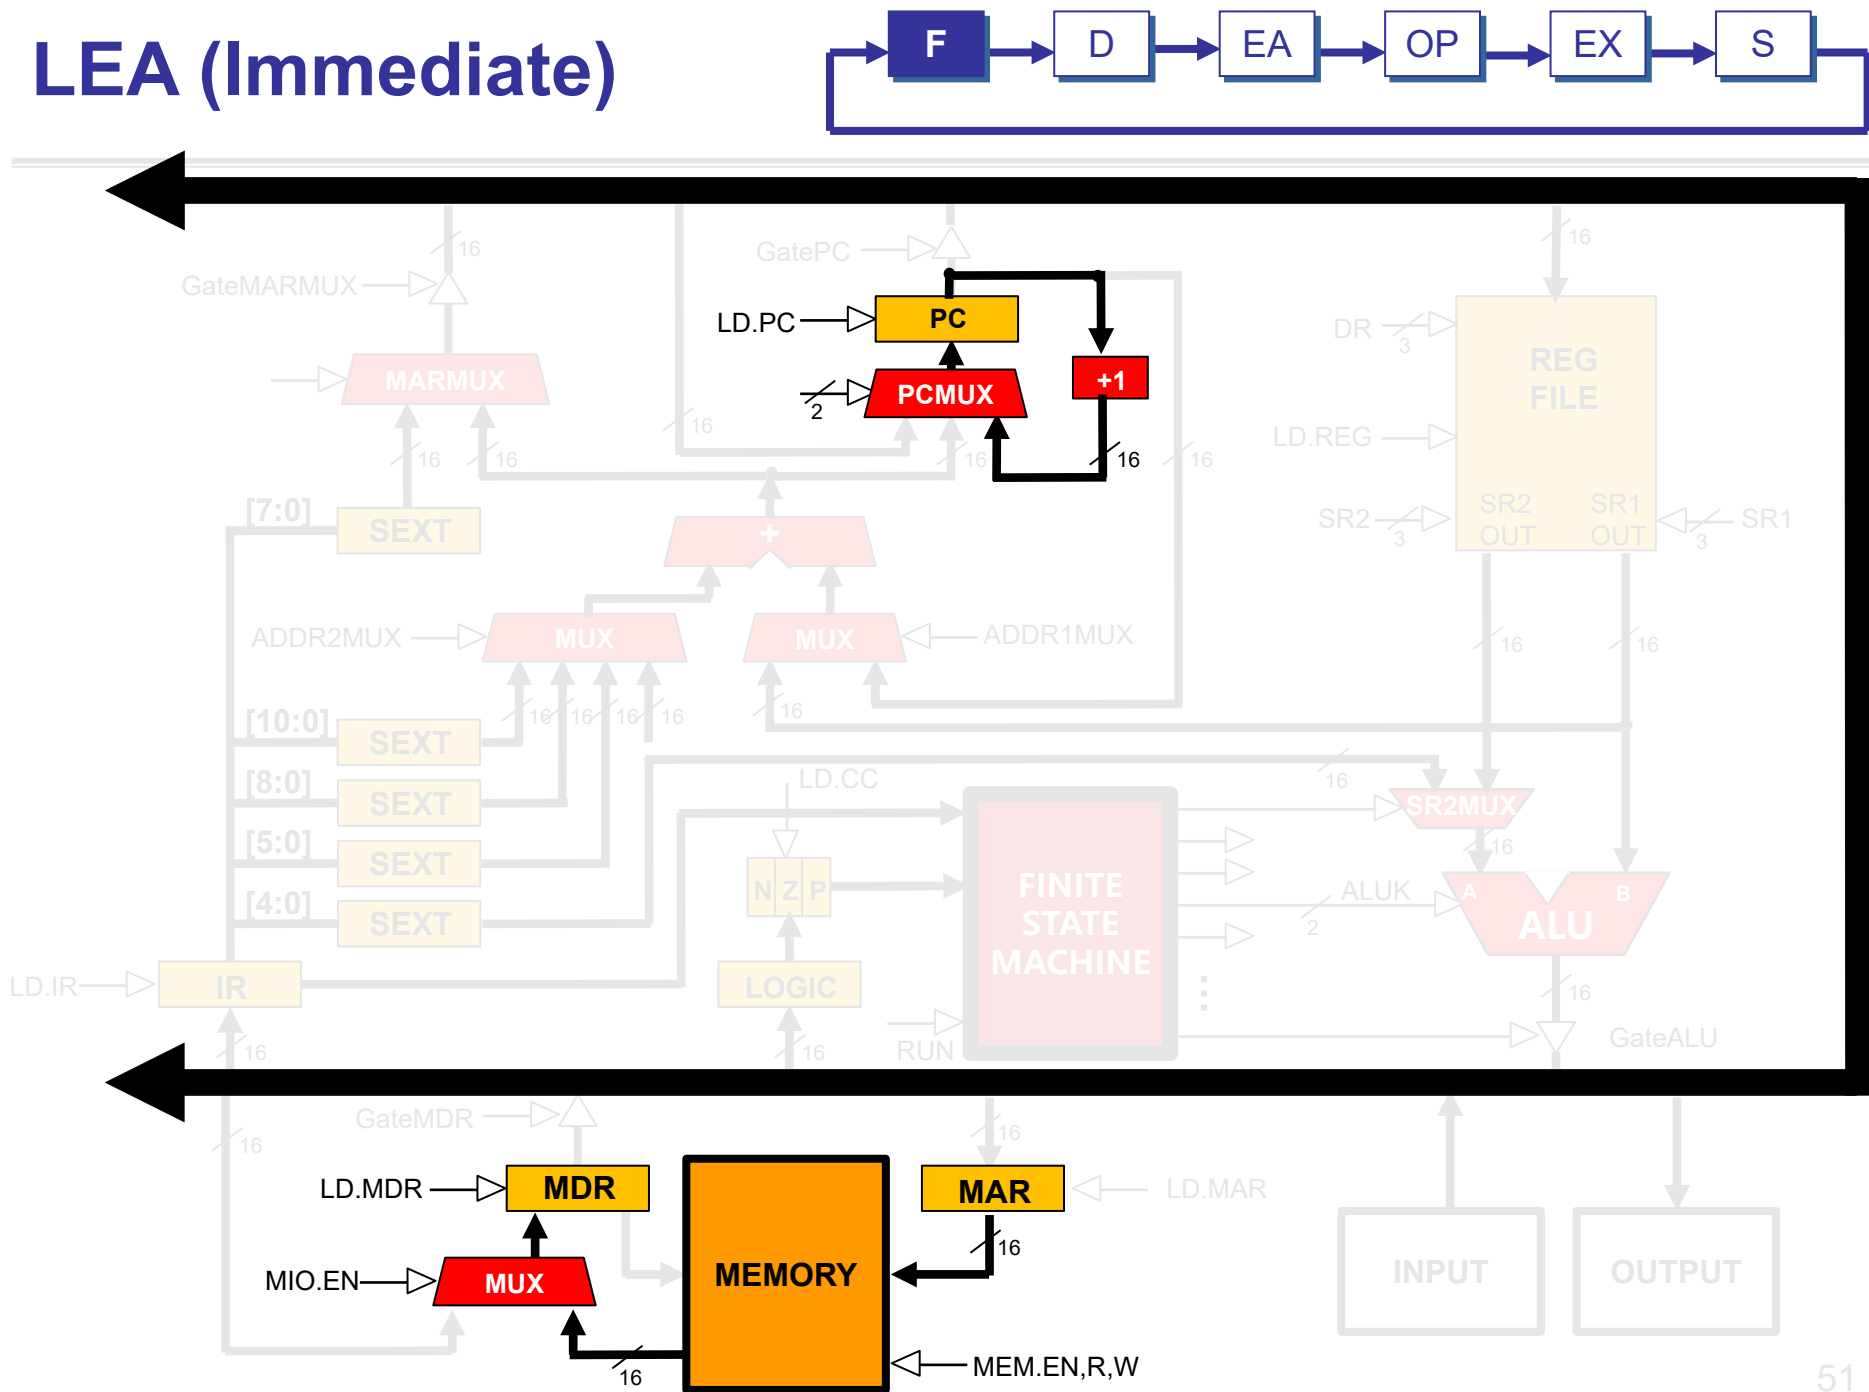 LEA (Immediate)
F D EA OP EX S
16
GatePC
16
GateMARMUX
LD.PC
PC
DR
3
REG
FILE
MARMUX
2
PCMUX
+1
16
LD.REG
16
16
16
16
16
[7:0]
SEXT
+
SR2
3
SR2
OUT
SR1
OUT
3
SR1
ADDR2MUX
MUX
MUX
ADDR1MUX
16
16
16
16
16
16
16
[10:0]
SEXT
[8:0]
SEXT
LD.CC
16
SR2MUX
[5:0]
SEXT
16
N Z P
FINITE
STATE
MACHINE
ALUK
2
A
B
ALU
[4:0]
SEXT
LD.IR
IR
LOGIC
16
16
16
RUN
GateALU
GateMDR
16
16
LD.MDR
MDR
MAR
LD.MAR
16
MEMORY
MIO.EN
MUX
INPUT
OUTPUT
16
MEM.EN,R,W
51